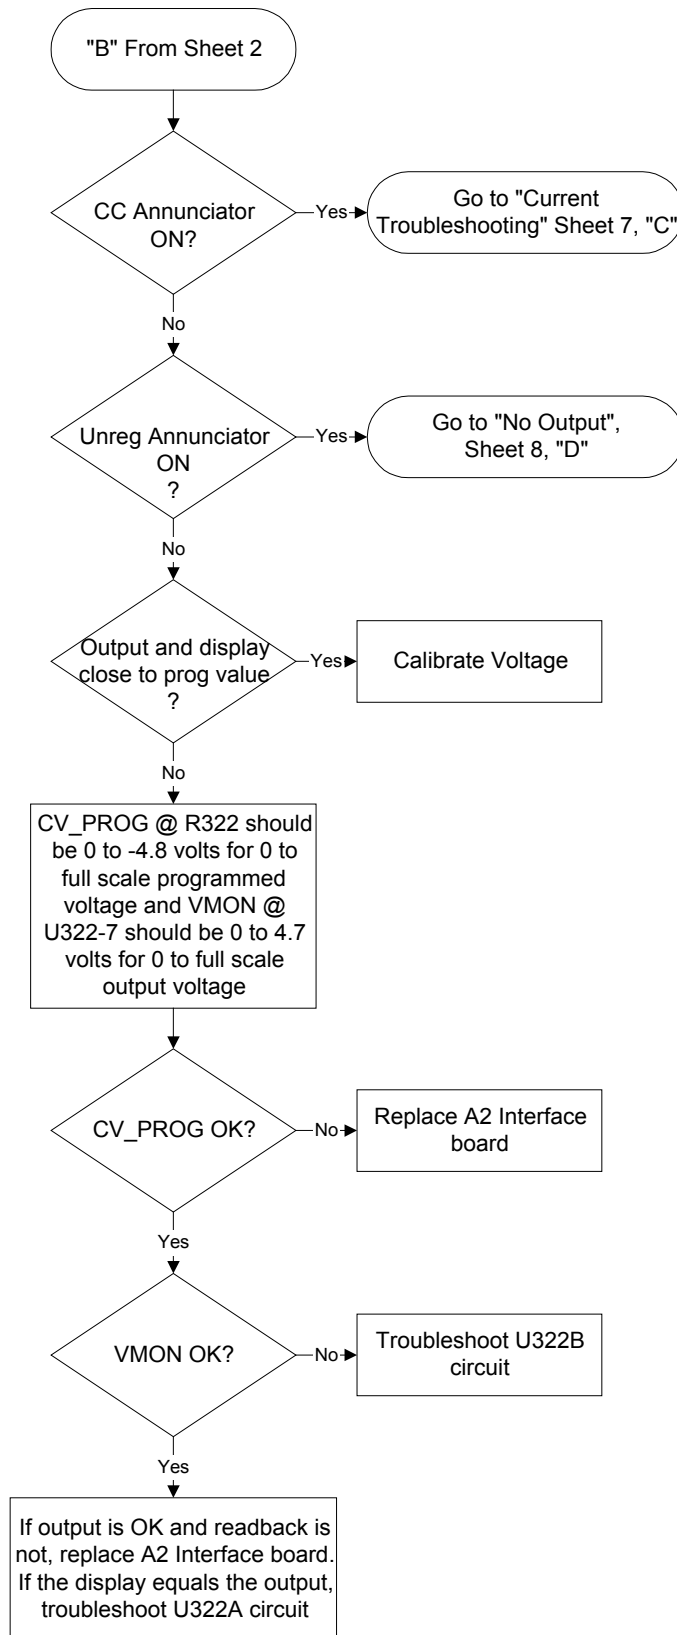 "B" From Sheet 2
CC Annunciator
ON?
Yes
Go to "Current
Troubleshooting" Sheet 7, "C"
No
Unreg Annunciator
ON
?
Yes
Go to "No Output",
Sheet 8, "D"
No
Output and display
close to prog value
?
Yes
Calibrate Voltage
No
CV_PROG @ R322 should
be 0 to -4.8 volts for 0 to
full scale programmed
voltage and VMON @
U322-7 should be 0 to 4.7
volts for 0 to full scale
output voltage
CV_PROG OK?
No
Replace A2 Interface
board
Yes
VMON OK?
No
Troubleshoot U322B
circuit
Yes
If output is OK and readback is
not, replace A2 Interface board.
If the display equals the output,
troubleshoot U322A circuit